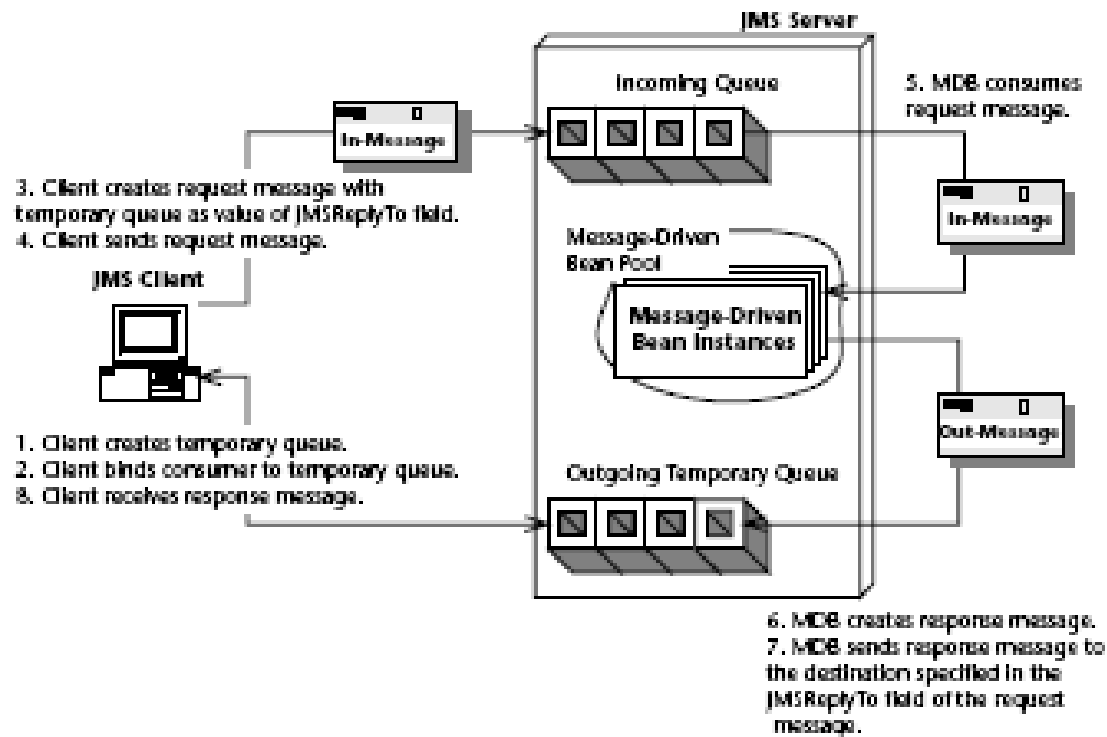 JMS Server
Incoming Queue
5. MDB consumes
request message.
In-Message
3. Client creates request message with
temporary queue as value of JMSReplyTo field.
4. Client sends request message.
In-Message
Message-Driven
Bean Pool
JMS Client
Message-Driven
Bean Instances
Out-Message
1. Client creates temporary queue.
2. Client binds consumer to temporary queue.
8. Client receives response message.
Outgoing Temporary Queue
6. MDB creates response message.
7. MDB sends response message to
the destination specified in the
JMSReplyTo field of the request
message.